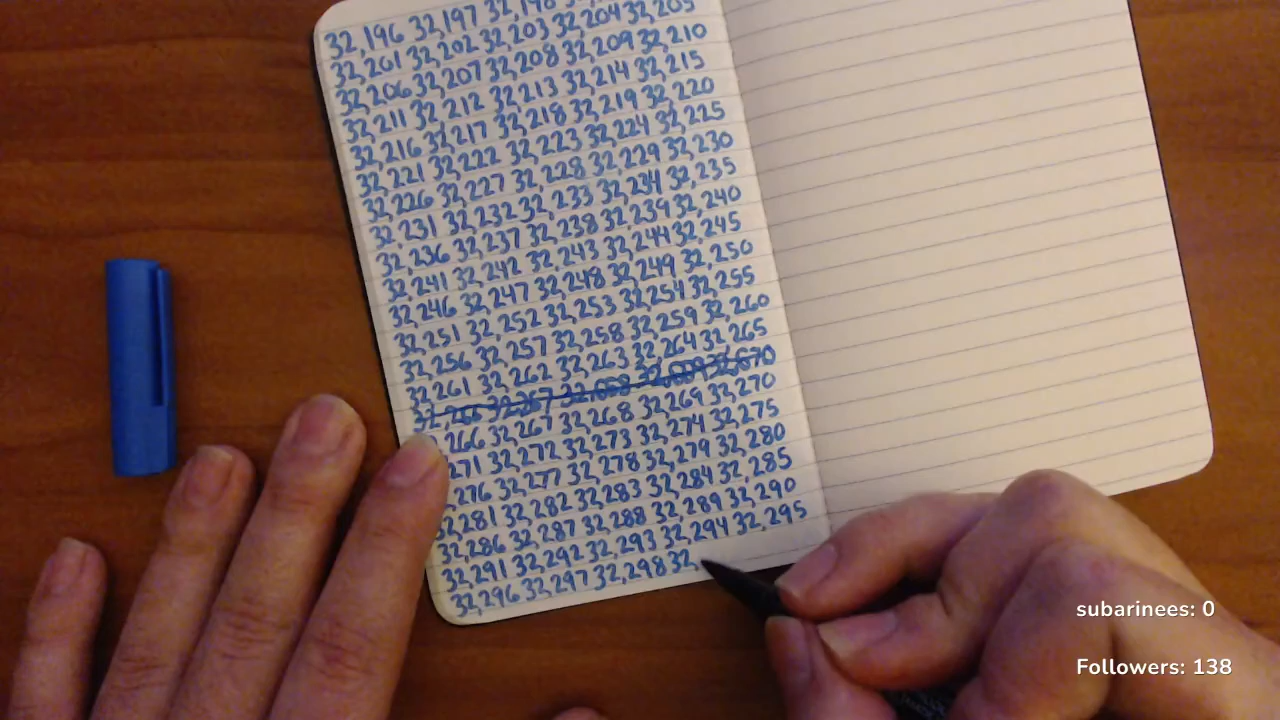 32,196 32,197 32,198
32,201 32,202 32,203 32,204 32,205
32,206 32,207 32,208 32,209 32,210
32,211 32,212 32,213 32,214 32,215
32,216 32,217 32,218 32,219 32,220
32,221 32,222 32,223 32,224 32,225
32,226 32,227 32,228 32,229 32,230
32,231 32,232 32,233 32,234 32,235
32,236 32,237 32,238 32,239 32,240
32,241 32,242 32,243 32,244 32,245
32,246 32,247 32,248 32,249 32,250
32,251 32,252 32,253 32,254 32,255
32,256 32,257 32,258 32,259 32,260
32,261 32,262 32,263 32,264 32,265
32,265 32,267 32,668 32,669 32,670
266 32,267 32,268 32,269 32,270
271 32,272 32,273 32,274 32,275
,276 32,277 32,278 32,279 32,280
32,281 32,282 32,283 32,284 32,285
32,286 32,287 32,288 32,289 32,290
32,291 32,292 32,293 32,294 32,295
32,296 32,297 32,298 32,
subarinees: 0
Followers: 138